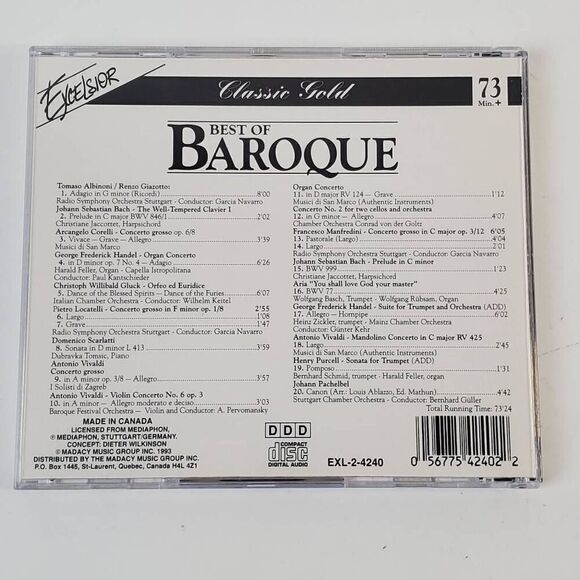 EXCELSIOR
Classic Gold
73
Min. +
BEST OF
BAROQUE
Tomaso Albinoni / Renzo Giazotto:
1. Adagio in G minor (Ricordi) 8'00
Radio Symphony Orchestra Stuttgart - Conductor: Garcia Navarro
Johann Sebastian Bach - The Well-Tempered Clavier I
2. Prelude in C major BWV 846/1 2'02
Christiane Jaccottet, Harpsichord
Arcangelo Corelli - Concerto grosso op. 6/8
3. Vivace - Grave - Allegro 3'39
Musici di San Marco
George Frederick Handel - Organ Concerto
4. in D minor op. 7 No. 4 - Adagio 6'26
Harald Feller, Organ - Capella Istropolitana
Conductor: Paul Kantschieder
Christoph Willibald Gluck - Orfeo ed Euridice
5. Dance of the Blessed Spirits - Dance of the Furies 6'07
Italian Chamber Orchestra - Conductor: Wilhelm Keitel
Pietro Locatelli - Concerto grosso in F minor op. 1/8 2'55
6. Largo 1'08
7. Grave 1'47
Radio Symphony Orchestra Stuttgart - Conductor: Garcia Navarro
Domenico Scarlatti
8. Sonata in D minor L 413 3'59
Dubravka Tomsic, Piano
Antonio Vivaldi
Concerto grosso
9. in A minor op. 3/8 - Allegro 3'57
I Solisti di Zagreb
Antonio Vivaldi - Violin Concerto No. 6 op. 3
10. in A minor - Allegro moderato e deciso 3'03
Baroque Festival Orchestra - Violin and Conductor: A. Pervomansky
Organ Concerto
11. in D major RV 124 - Grave 1'12
Musici di San Marco (Authentic Instruments)
Concerto No. 2 for two cellos and orchestra
12. in G minor - Allegro 4'07
Chamber Orchestra Conrad von der Goltz
Francesco Manfredini - Concerto grosso in C major op. 3/12 6'05
13. Pastorale (Largo) 4'04
14. Largo 2'01
Radio Symphony Orchestra Stuttgart - Conductor: Garcia Navarro
Johann Sebastian Bach - Prelude in C minor
15. BWV 999 1'23
Christiane Jaccottet, Harpsichord
Aria "You shall love God your master"
16. BWV 77 4'25
Wolfgang Basch, Trumpet - Wolfgang Rübsam, Organ
George Frederick Handel - Suite for Trumpet and Orchestra (ADD)
17. Allegro - Hornpipe 3'02
Heinz Zickler, Trumpet - Mainz Chamber Orchestra
Conductor: Günter Kehr
Antonio Vivaldi - Mandolino Concerto in C major RV 425
18. Largo 2'45
Musici di San Marco (Authentic Instruments)
Henry Purcell - Sonata for Trumpet (ADD)
19. Pomposo 1'31
Bernhard Schmid, trumpet - Harald Feller, organ
Johann Pachelbel
20. Canon (Arr.: Louis Ablazzo, Ed. Mathun) 4'42
Stuttgart Chamber Orchestra - Conductor: Bernhard Güller
Total Running Time: 73'24
MADE IN CANADA
LICENSED FROM MEDIAPHON,
℗ MEDIAPHON, STUTTGART/GERMANY.
CONCEPT: DIETER WILKINSON
© MADACY MUSIC GROUP INC. 1993
DISTRIBUTED BY THE MADACY MUSIC GROUP INC.
P.O. Box 1445, St-Laurent, Quebec, Canada H4L 4Z1
DDD
COMPACT
disc
DIGITAL AUDIO
EXL-2-4240
0 56775 42402 2